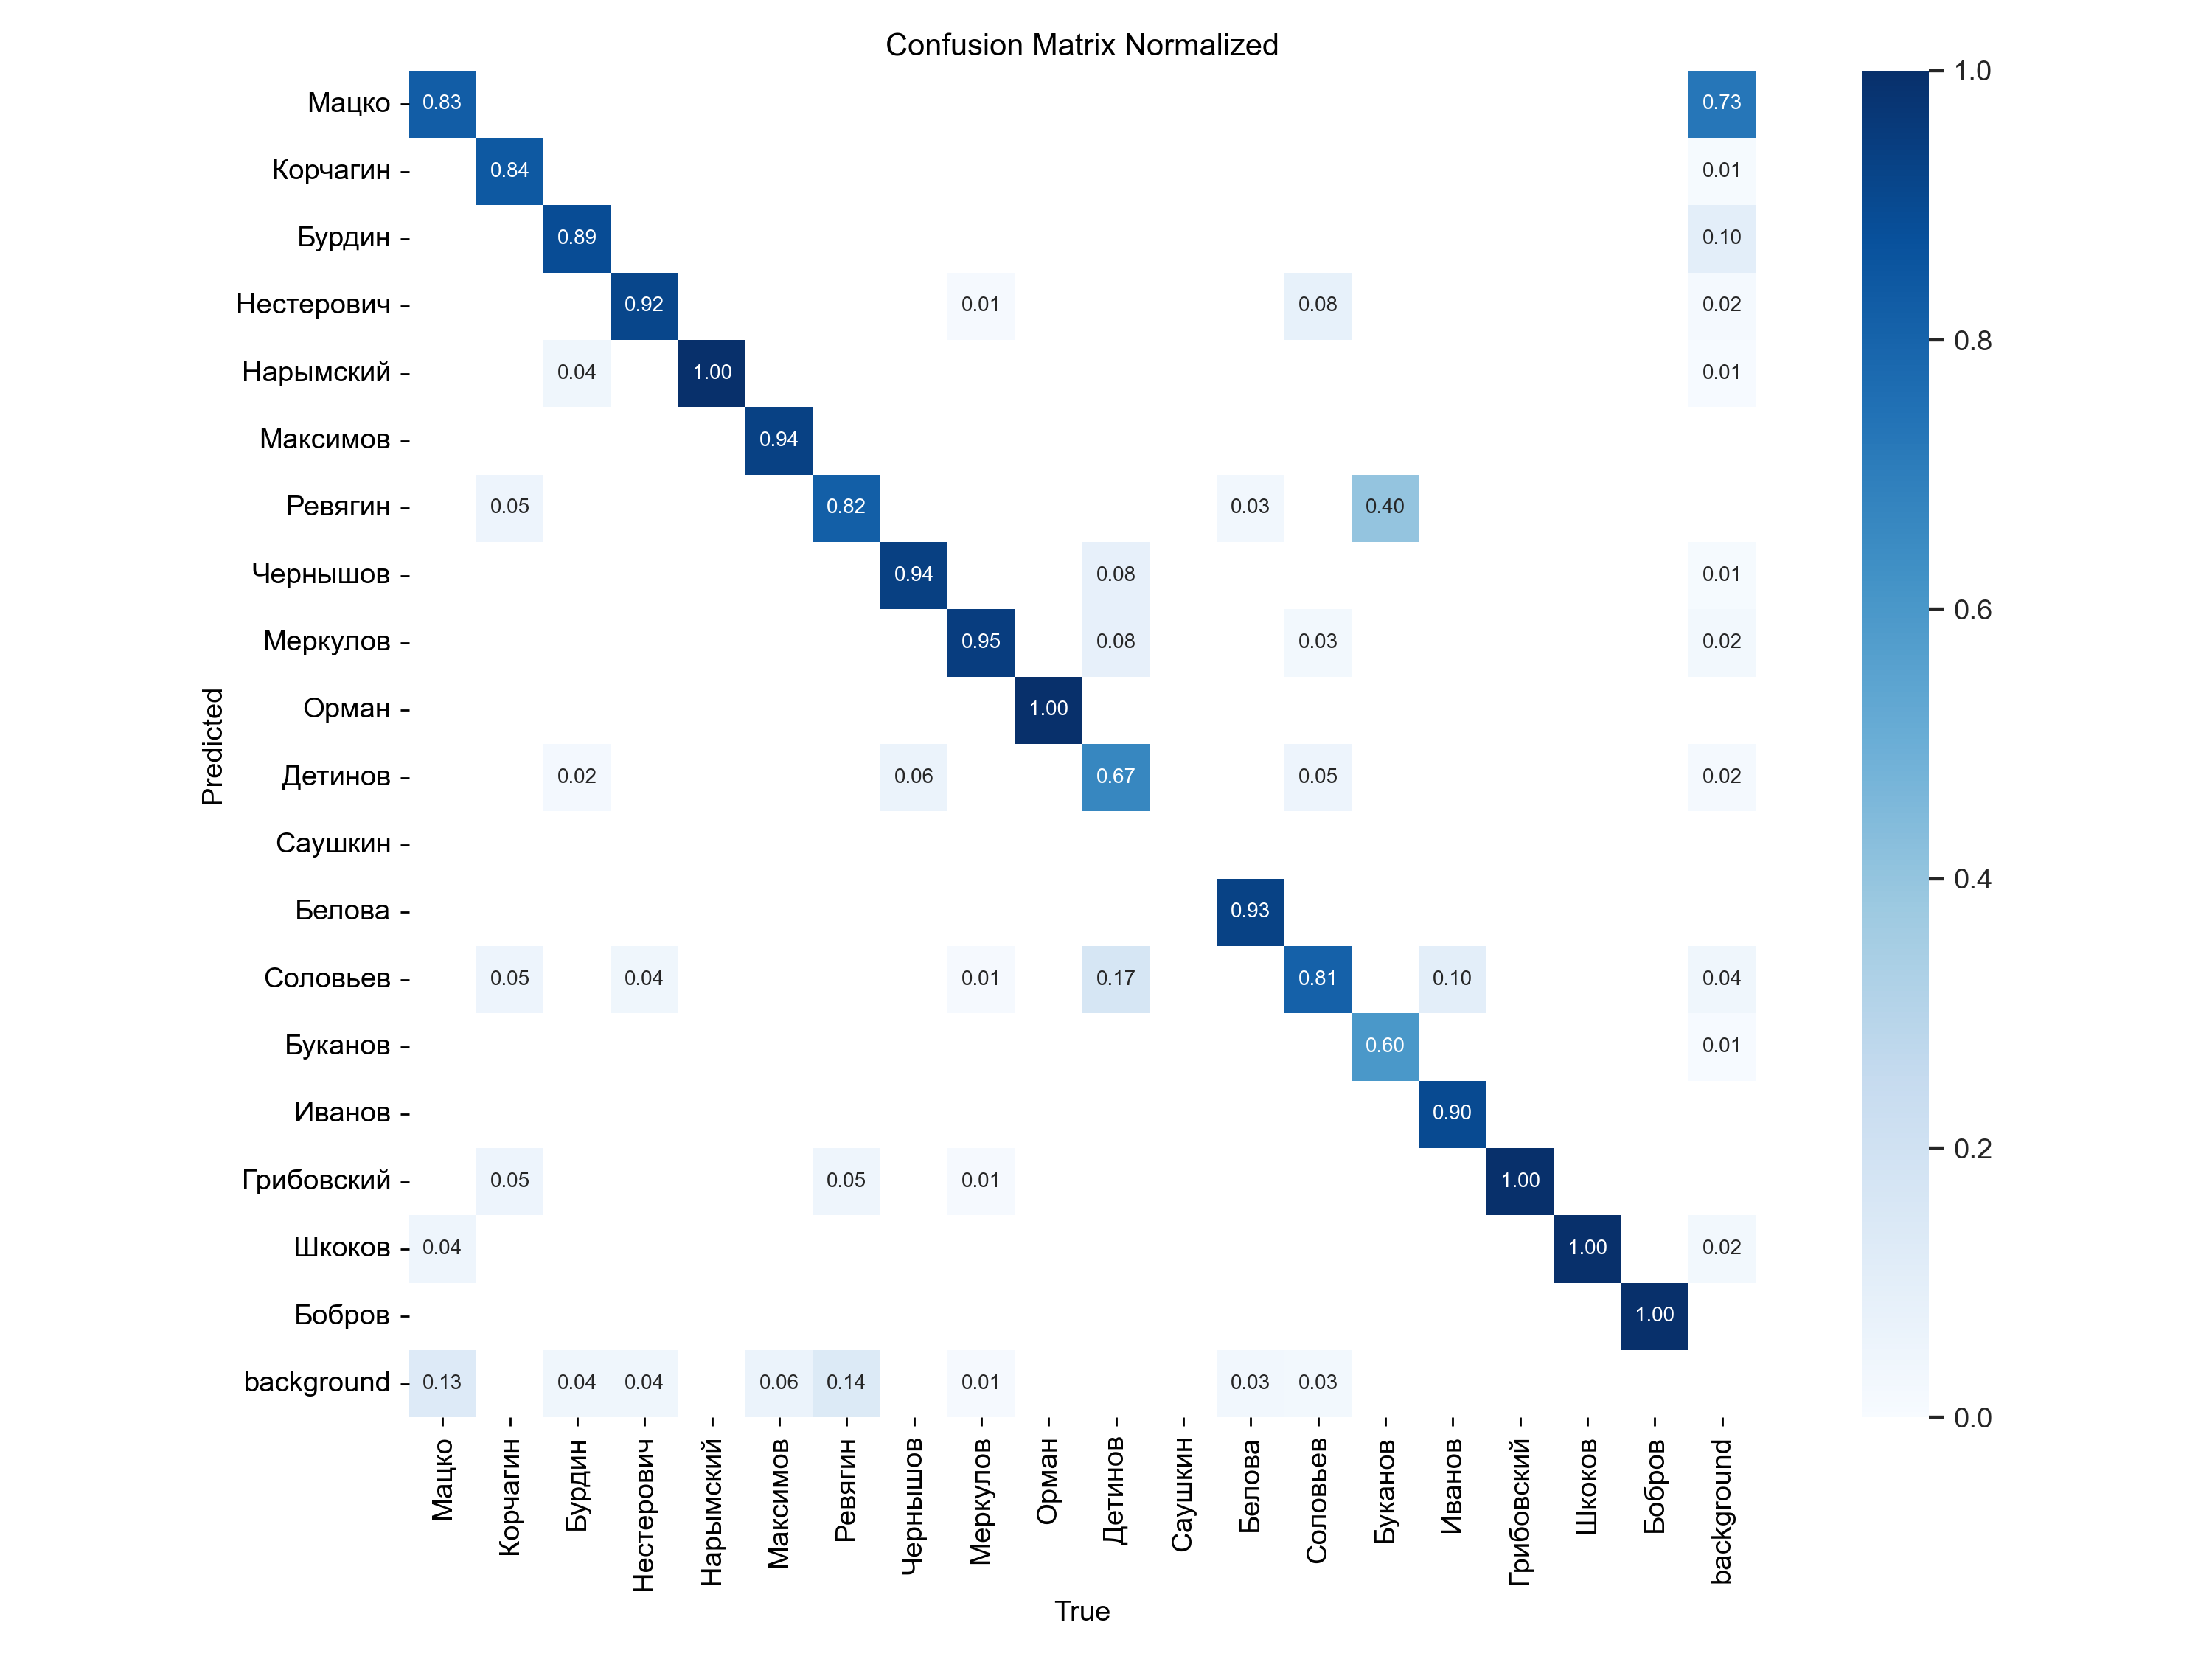 Confusion Matrix Normalized
Мацко 0.83 0.73
Корчагин 0.84 0.01
Бурдин 0.89 0.10
Нестерович 0.92 0.01 0.08 0.02
Нарымский 0.04 1.00 0.01
Максимов 0.94
Ревягин 0.05 0.82 0.03 0.40
Чернышов 0.94 0.08 0.01
Меркулов 0.95 0.08 0.03 0.02
Орман 1.00
Детинов 0.02 0.06 0.67 0.05 0.02
Саушкин
Белова 0.93
Соловьев 0.05 0.04 0.01 0.17 0.81 0.10 0.04
Буканов 0.60 0.01
Иванов 0.90
Грибовский 0.05 0.05 0.01 1.00
Шкоков 0.04 1.00 0.02
Бобров 1.00
background 0.13 0.04 0.04 0.06 0.14 0.01 0.03 0.03
Predicted
Мацко Корчагин Бурдин Нестерович Нарымский Максимов Ревягин Чернышов Меркулов Орман Детинов Саушкин Белова Соловьев Буканов Иванов Грибовский Шкоков Бобров background
True
1.0
0.8
0.6
0.4
0.2
0.0